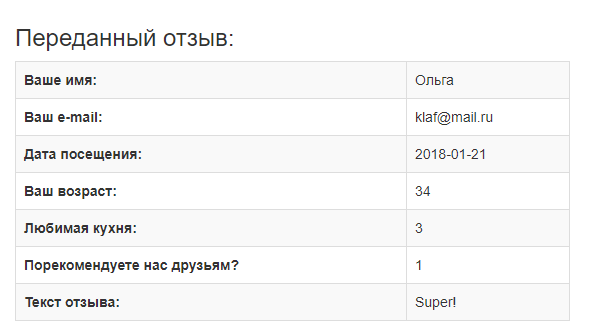 Переданный отзыв:
Ваше имя: Ольга
Ваш e-mail: klaf@mail.ru
Дата посещения: 2018-01-21
Ваш возраст: 34
Любимая кухня: 3
Порекомендуете нас друзьям? 1
Текст отзыва: Super!